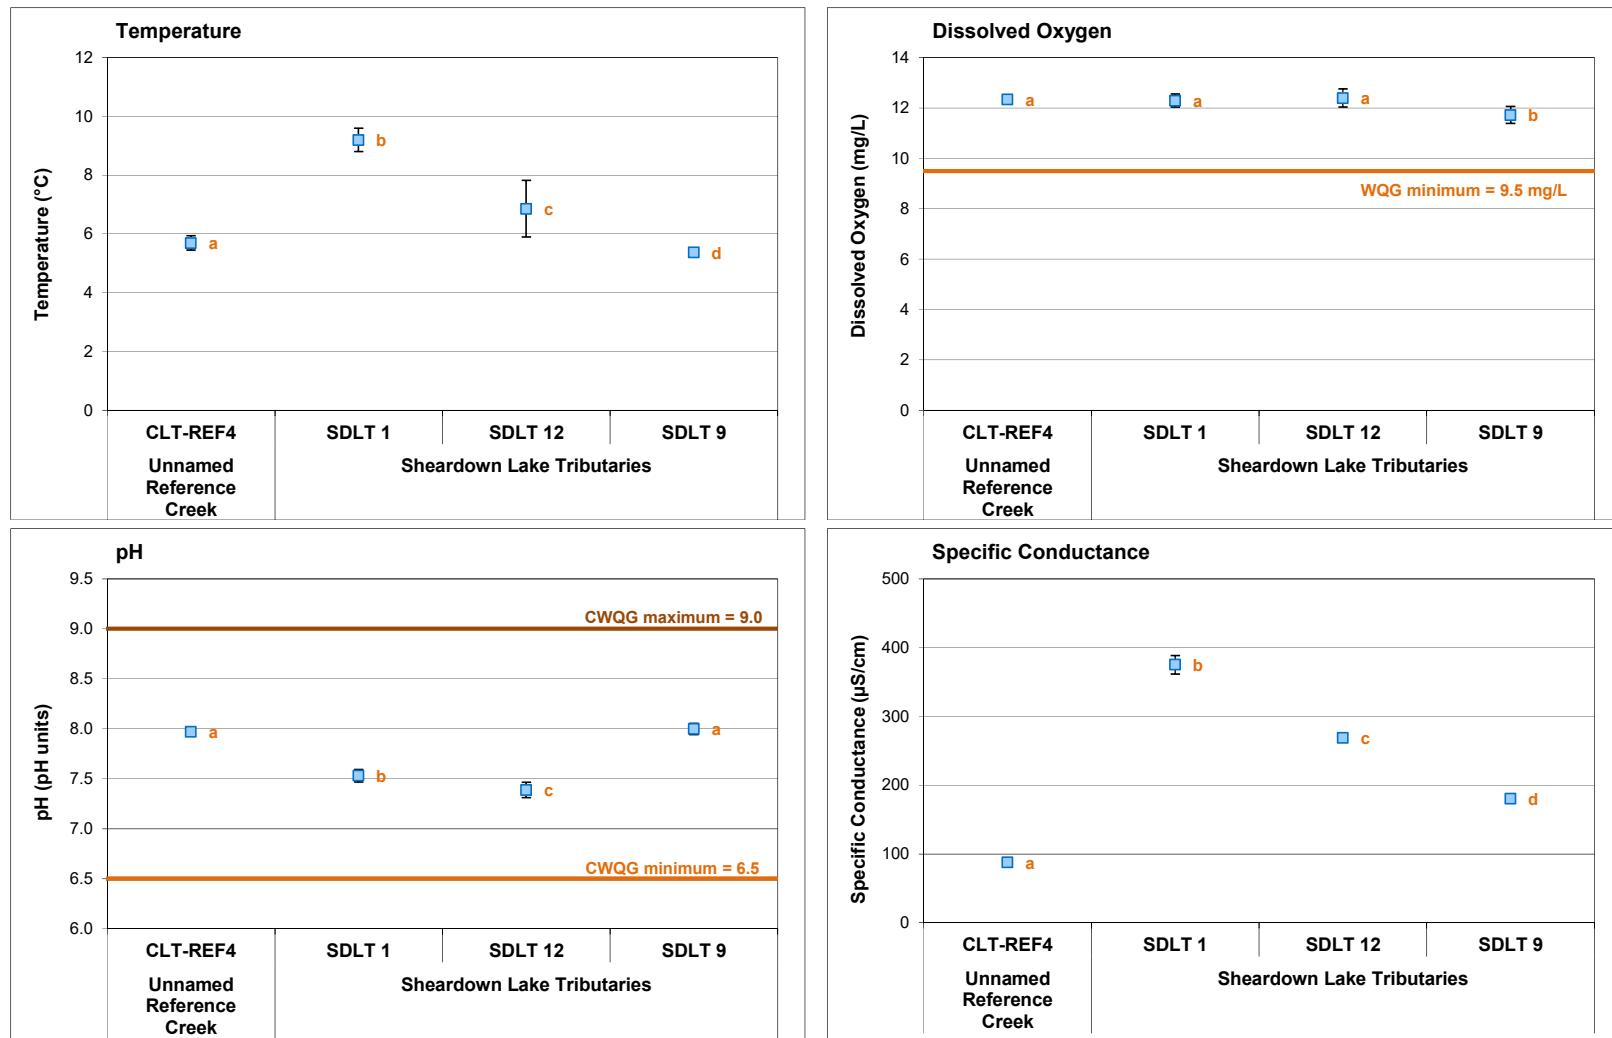 Temperature
Temperature (°C)
12
10
8
6
4
2
0
a
b
c
d
CLT-REF4
SDLT 1
SDLT 12
SDLT 9
Unnamed
Reference
Creek
Sheardown Lake Tributaries
Dissolved Oxygen
Dissolved Oxygen (mg/L)
14
12
10
8
6
4
2
0
a
a
a
b
WQG minimum = 9.5 mg/L
CLT-REF4
SDLT 1
SDLT 12
SDLT 9
Unnamed
Reference
Creek
Sheardown Lake Tributaries
pH
pH (pH units)
9.5
9.0
8.5
8.0
7.5
7.0
6.5
6.0
CWQG maximum = 9.0
a
b
c
a
CWQG minimum = 6.5
CLT-REF4
SDLT 1
SDLT 12
SDLT 9
Unnamed
Reference
Creek
Sheardown Lake Tributaries
Specific Conductance
Specific Conductance (µS/cm)
500
400
300
200
100
0
a
b
c
d
CLT-REF4
SDLT 1
SDLT 12
SDLT 9
Unnamed
Reference
Creek
Sheardown Lake Tributaries